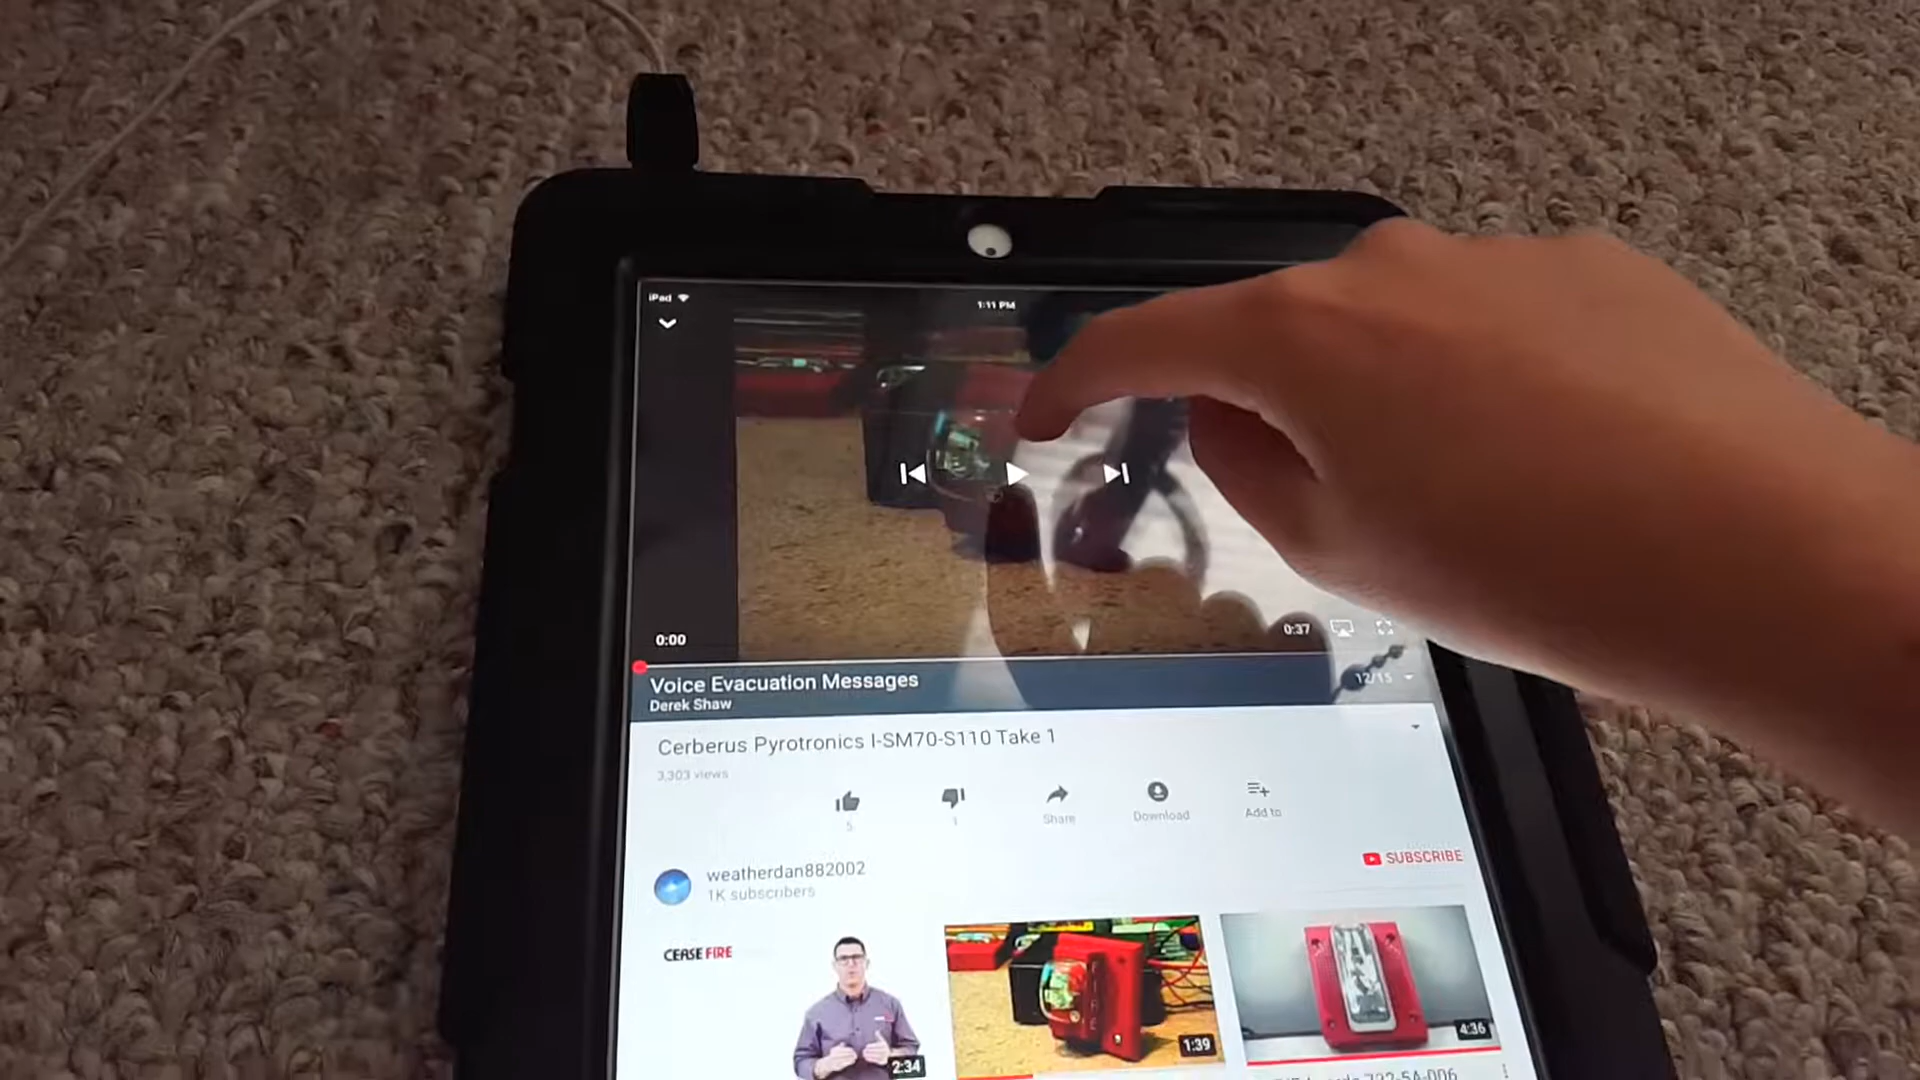 iPad
1:11 PM
0:00
0:37
Voice Evacuation Messages
Derek Shaw
12/15
Cerberus Pyrotronics I-SM70-S110 Take 1
3,303 views
5
1
Share
Download
Add to
weatherdan882002
1K subscribers
SUBSCRIBE
CEASE FIRE
2:34
1:39
4:36